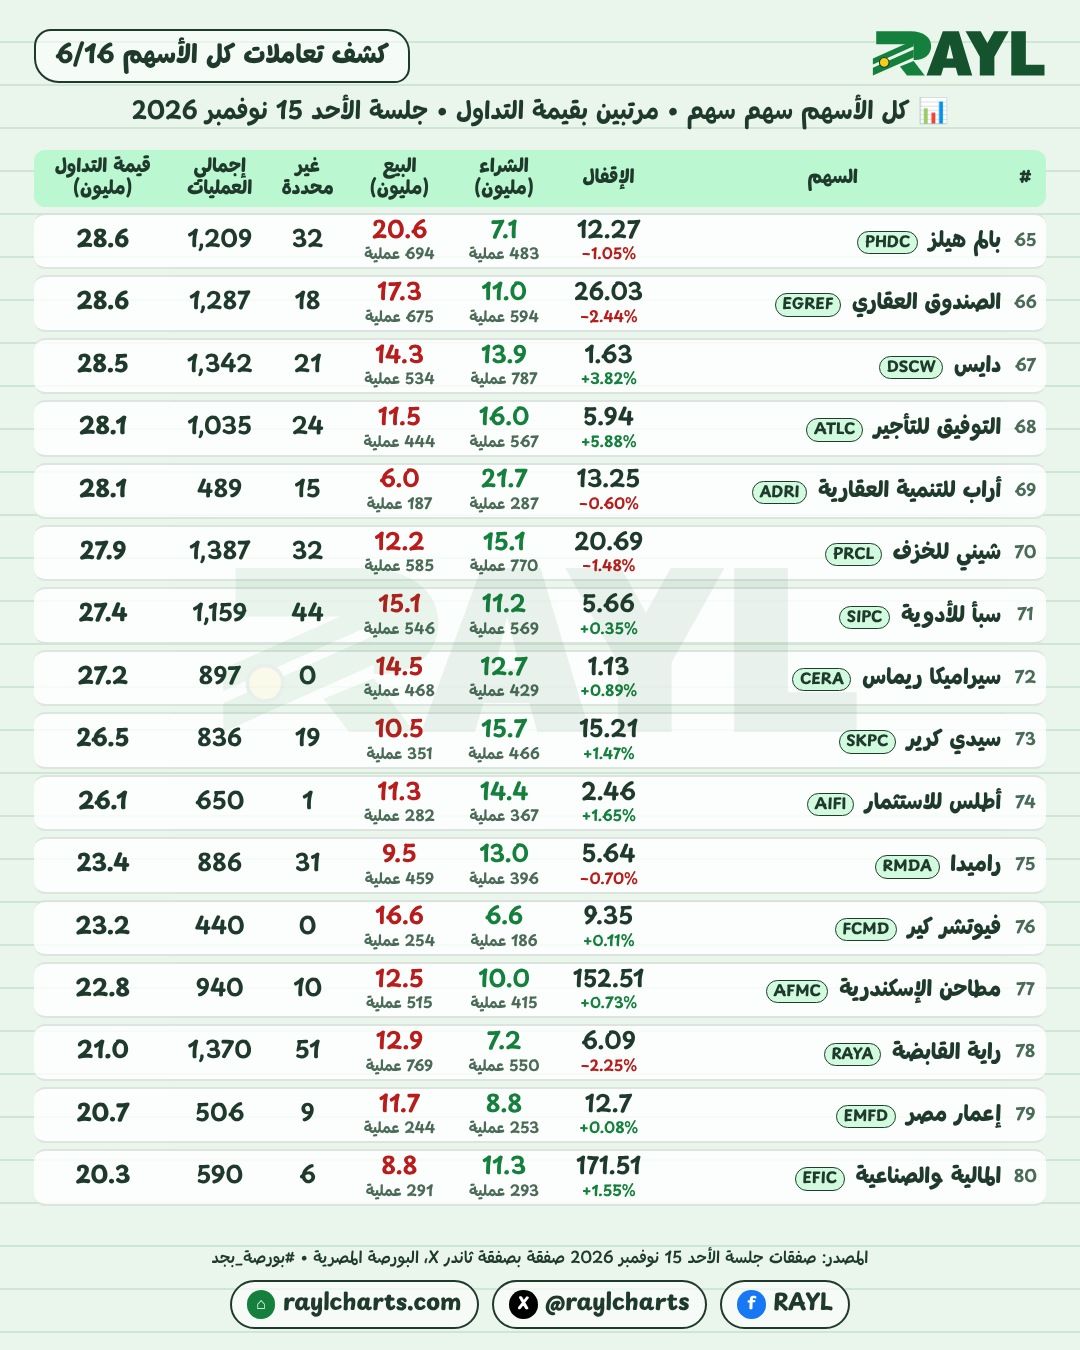 RAYL
كشف تعاملات كل الأسهم 6/16
📊 كل الأسهم سهم سهم • مرتبين بقيمة التداول • جلسة الأحد 15 نوفمبر 2026
# السهم الإقفال الشراء (مليون) البيع (مليون) غير محددة إجمالي العمليات قيمة التداول (مليون)
65 بالم هيلز PHDC 12.27 −1.05% 7.1 483 عملية 20.6 694 عملية 32 1,209 28.6
66 الصندوق العقاري EGREF 26.03 −2.44% 11.0 594 عملية 17.3 675 عملية 18 1,287 28.6
67 دايس DSCW 1.63 +3.82% 13.9 787 عملية 14.3 534 عملية 21 1,342 28.5
68 التوفيق للتأجير ATLC 5.94 +5.88% 16.0 567 عملية 11.5 444 عملية 24 1,035 28.1
69 أراب للتنمية العقارية ADRI 13.25 −0.60% 21.7 287 عملية 6.0 187 عملية 15 489 28.1
70 شيني للخزف PRCL 20.69 −1.48% 15.1 770 عملية 12.2 585 عملية 32 1,387 27.9
71 سبأ للأدوية SIPC 5.66 +0.35% 11.2 569 عملية 15.1 546 عملية 44 1,159 27.4
72 سيراميكا ريماس CERA 1.13 +0.89% 12.7 429 عملية 14.5 468 عملية 0 897 27.2
73 سيدي كرير SKPC 15.21 +1.47% 15.7 466 عملية 10.5 351 عملية 19 836 26.5
74 أطلس للاستثمار AIFI 2.46 +1.65% 14.4 367 عملية 11.3 282 عملية 1 650 26.1
75 راميدا RMDA 5.64 −0.70% 13.0 396 عملية 9.5 459 عملية 31 886 23.4
76 فيوتشر كير FCMD 9.35 +0.11% 6.6 186 عملية 16.6 254 عملية 0 440 23.2
77 مطاحن الإسكندرية AFMC 152.51 +0.73% 10.0 415 عملية 12.5 515 عملية 10 940 22.8
78 راية القابضة RAYA 6.09 −2.25% 7.2 550 عملية 12.9 769 عملية 51 1,370 21.0
79 إعمار مصر EMFD 12.7 +0.08% 8.8 253 عملية 11.7 244 عملية 9 506 20.7
80 المالية والصناعية EFIC 171.51 +1.55% 11.3 293 عملية 8.8 291 عملية 6 590 20.3
المصدر: صفقات جلسة الأحد 15 نوفمبر 2026 صفقة بصفقة ثاندر X، البورصة المصرية • #بورصة_بجد
RAYL
@raylcharts
raylcharts.com